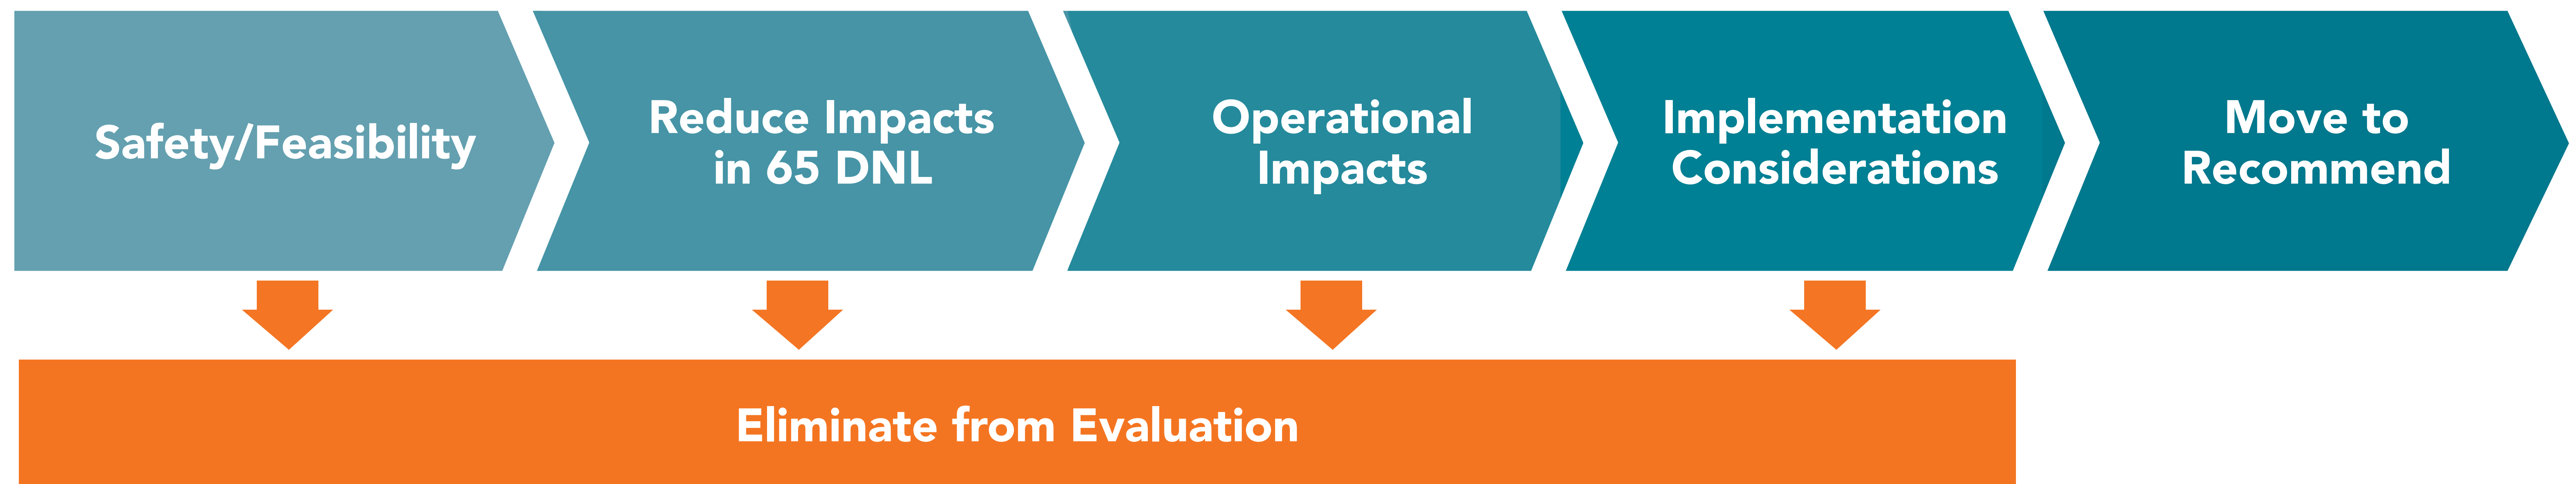 Safety/Feasibility
Reduce Impacts
in 65 DNL
Operational
Impacts
Implementation
Considerations
Move to
Recommend
Eliminate from Evaluation